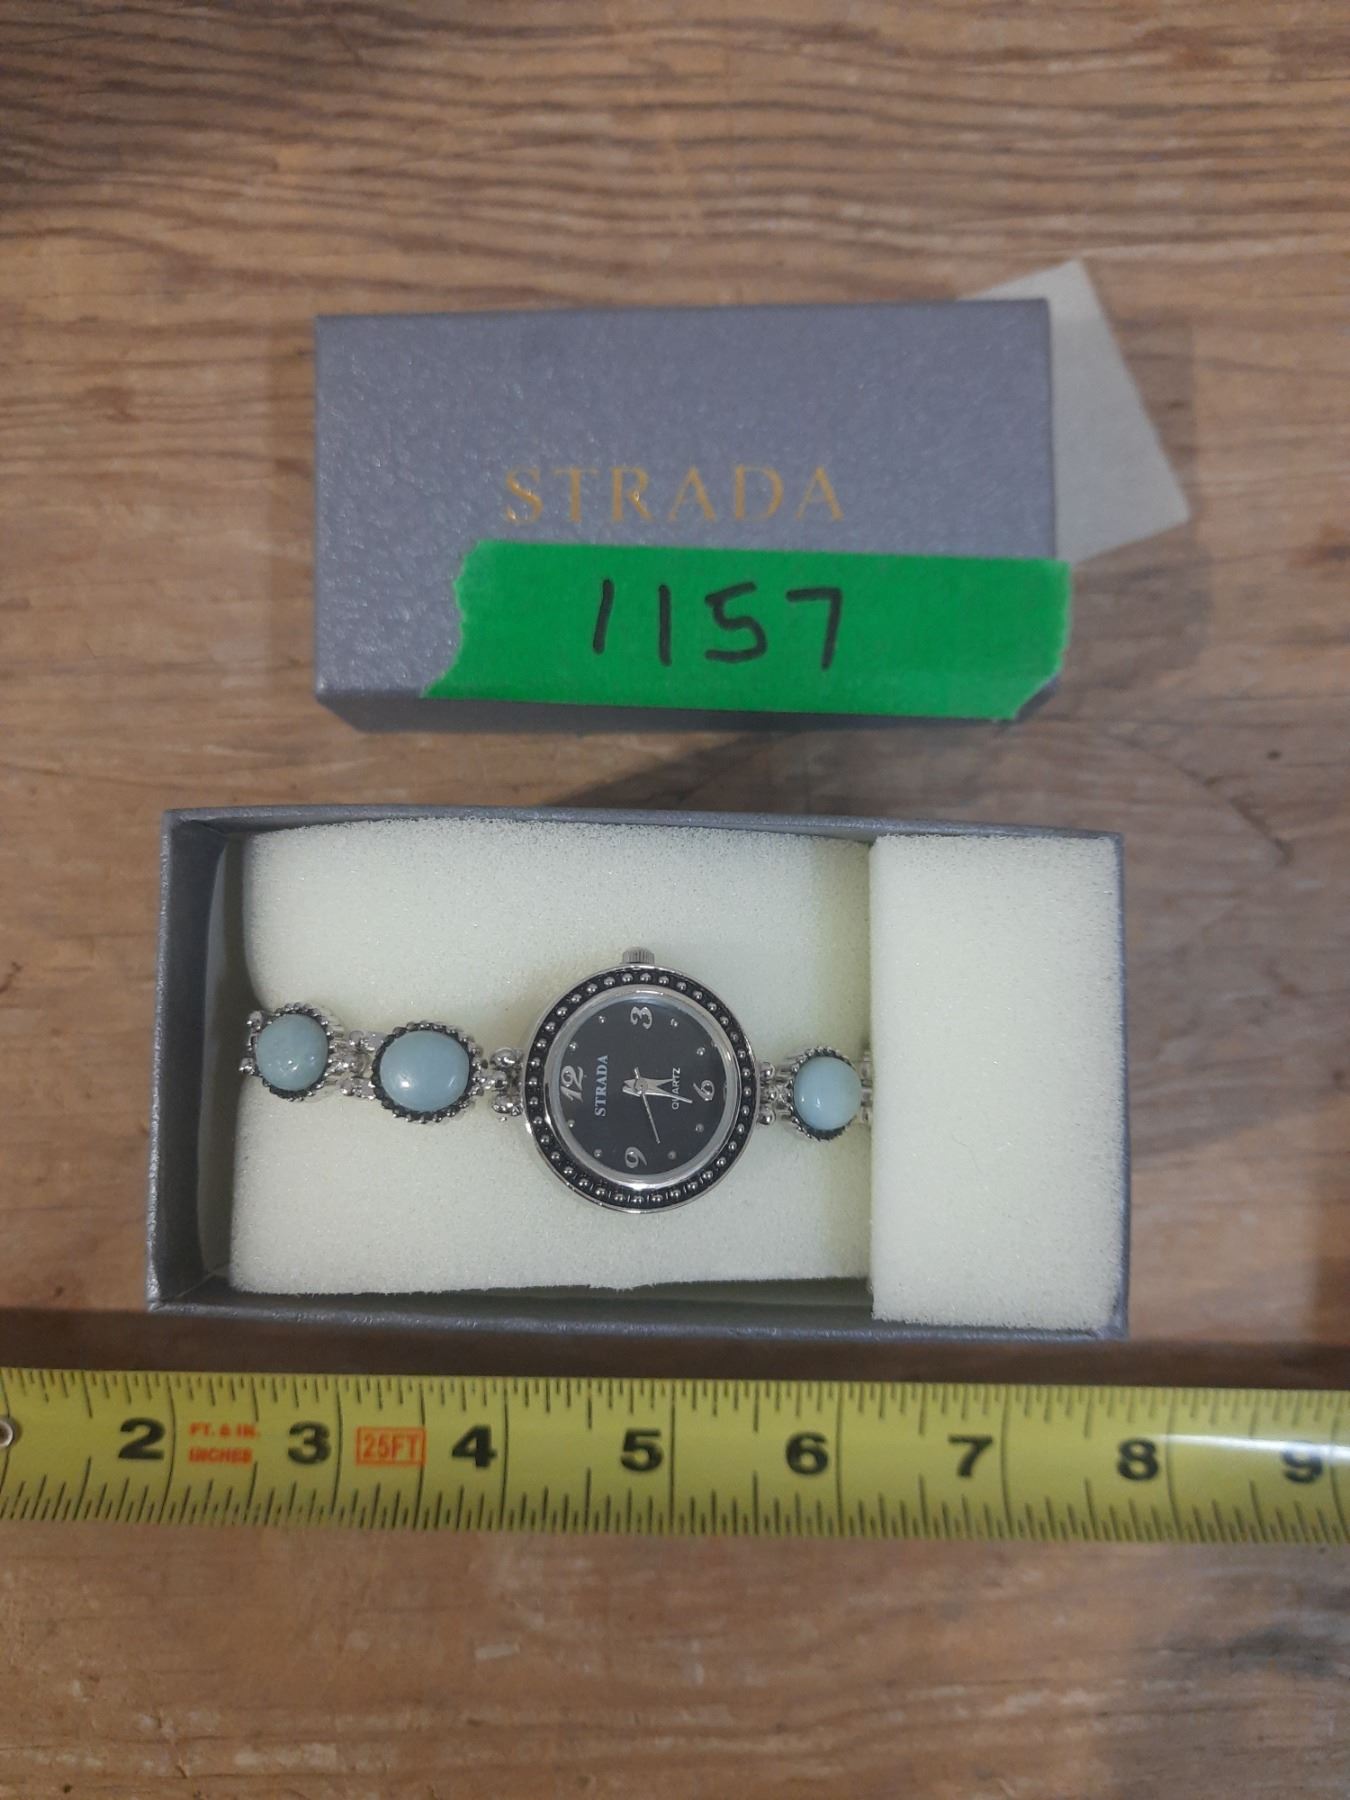 STRADA
1157
12
3
6
9
STRADA
QUARTZ
2
FT. & IN.
INCHES
3
25FT
4
5
6
7
8
9